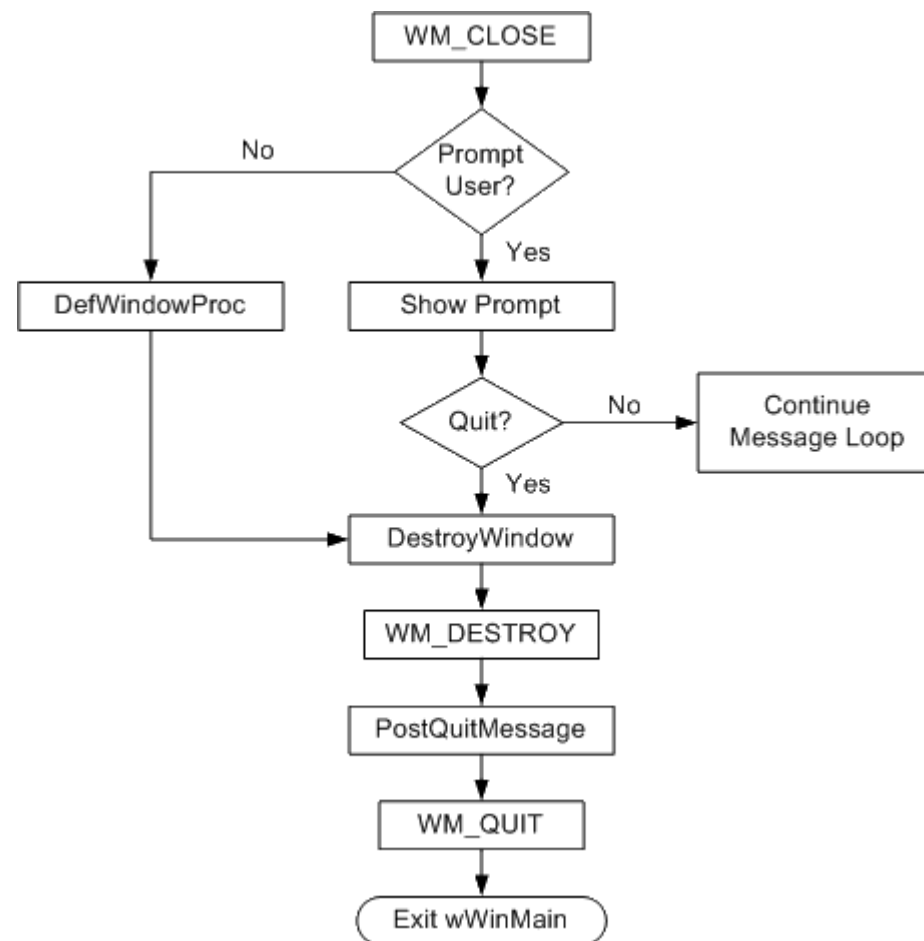 WM_CLOSE
Prompt
User?
No
Yes
DefWindowProc
Show Prompt
Quit?
No
Continue
Message Loop
Yes
DestroyWindow
WM_DESTROY
PostQuitMessage
WM_QUIT
Exit wWinMain